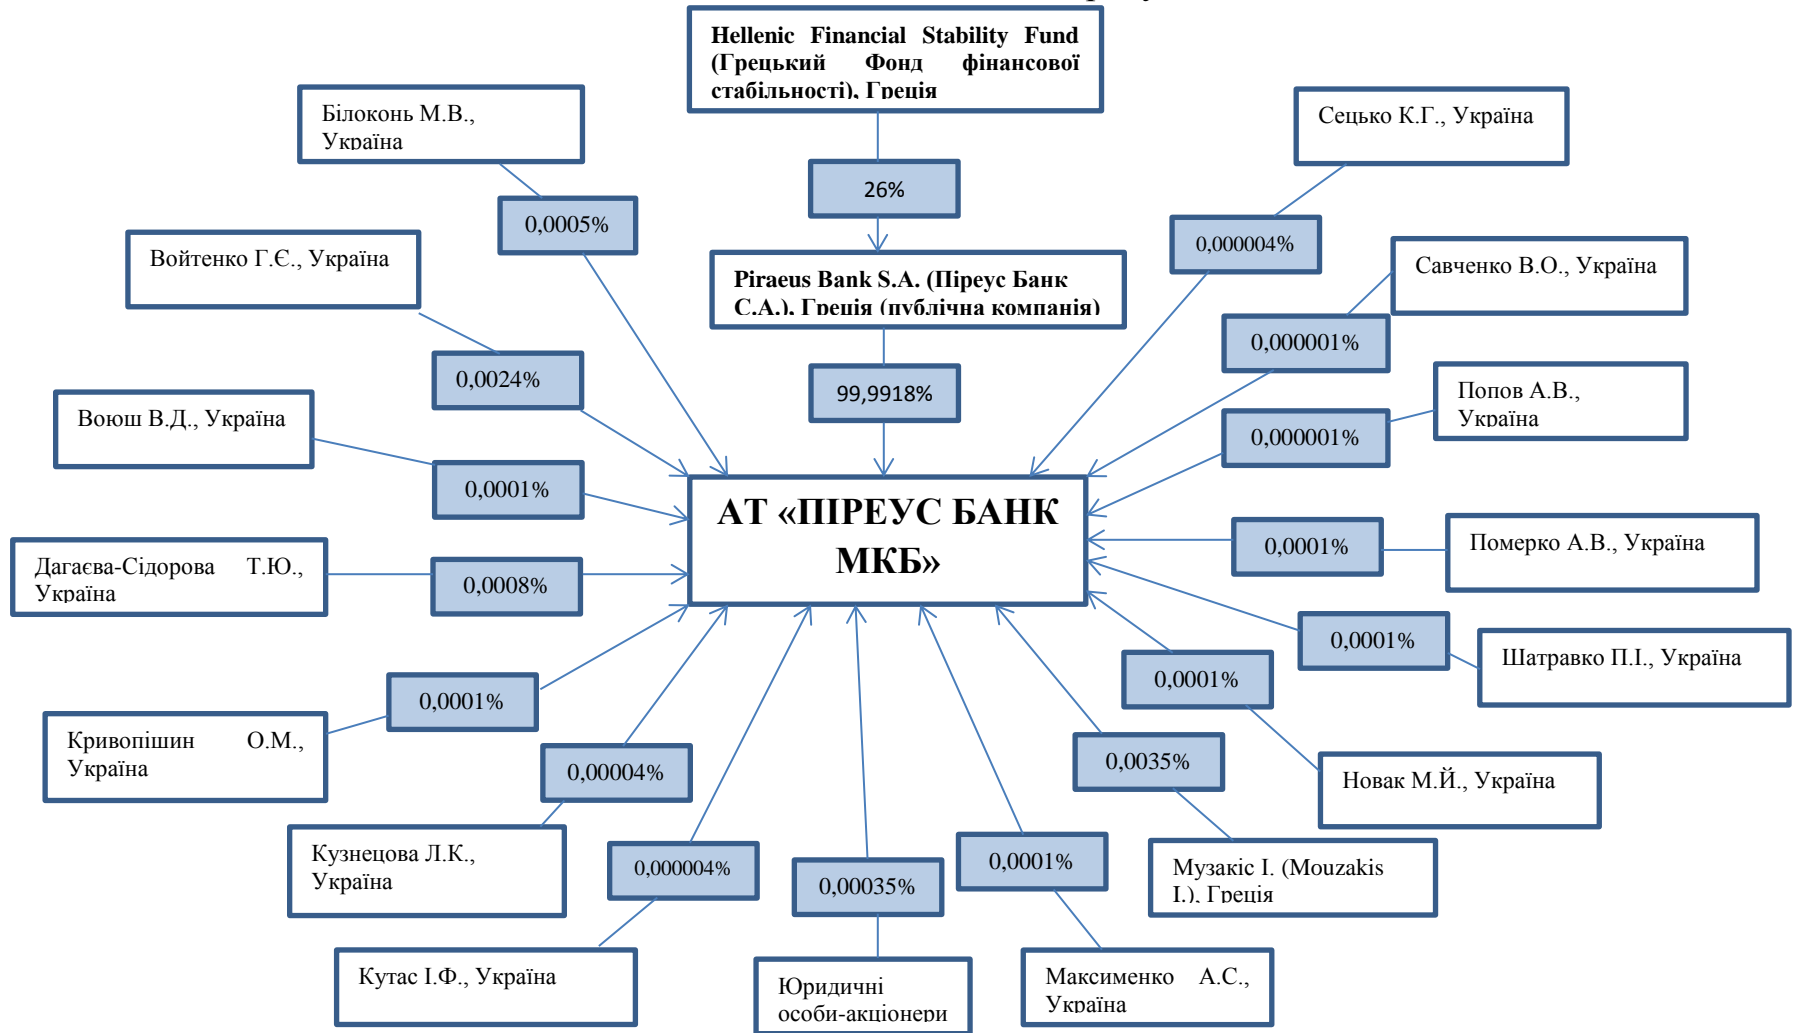 Hellenic Financial Stability Fund
(Грецький Фонд фінансової
стабільності), Греція
26%
Piraeus Bank S.A. (Піреус Банк
С.А.), Греція (публічна компанія)
99,9918%
АТ «ПІРЕУС БАНК
МКБ»
Білоконь М.В.,
Україна
0,0005%
Войтенко Г.Є., Україна
0,0024%
Воюш В.Д., Україна
0,0001%
Дагаєва-Сідорова Т.Ю.,
Україна
0,0008%
Кривопішин О.М.,
Україна
0,0001%
Кузнецова Л.К.,
Україна
0,00004%
Кутас І.Ф., Україна
0,000004%
Юридичні
особи-акціонери
0,00035%
Максименко А.С.,
Україна
0,0001%
Музакіс І. (Mouzakis
I.), Греція
0,0035%
Новак М.Й., Україна
0,0001%
Шатравко П.І., Україна
0,0001%
Померко А.В., Україна
0,0001%
Попов А.В.,
Україна
0,000001%
Савченко В.О., Україна
0,000001%
Сецько К.Г., Україна
0,000004%